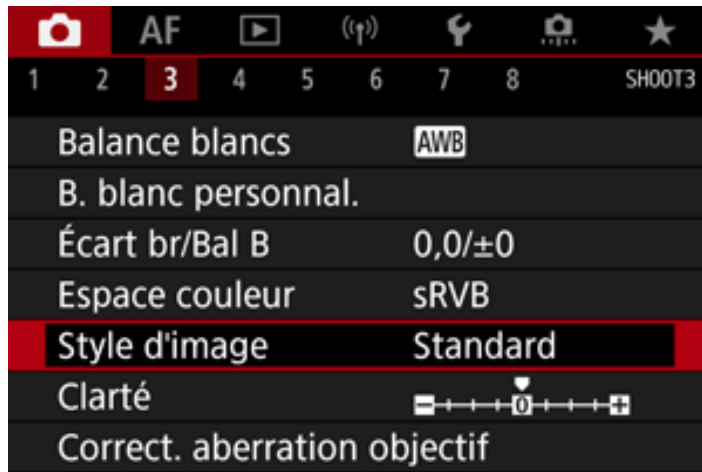 AF
1 2 3 4 5 6 7 8 SHOOT3
Balance blancs AWB
B. blanc personnal.
Écart br/Bal B 0,0/±0
Espace couleur sRVB
Style d'image Standard
Clarté 0
Correct. aberration objectif